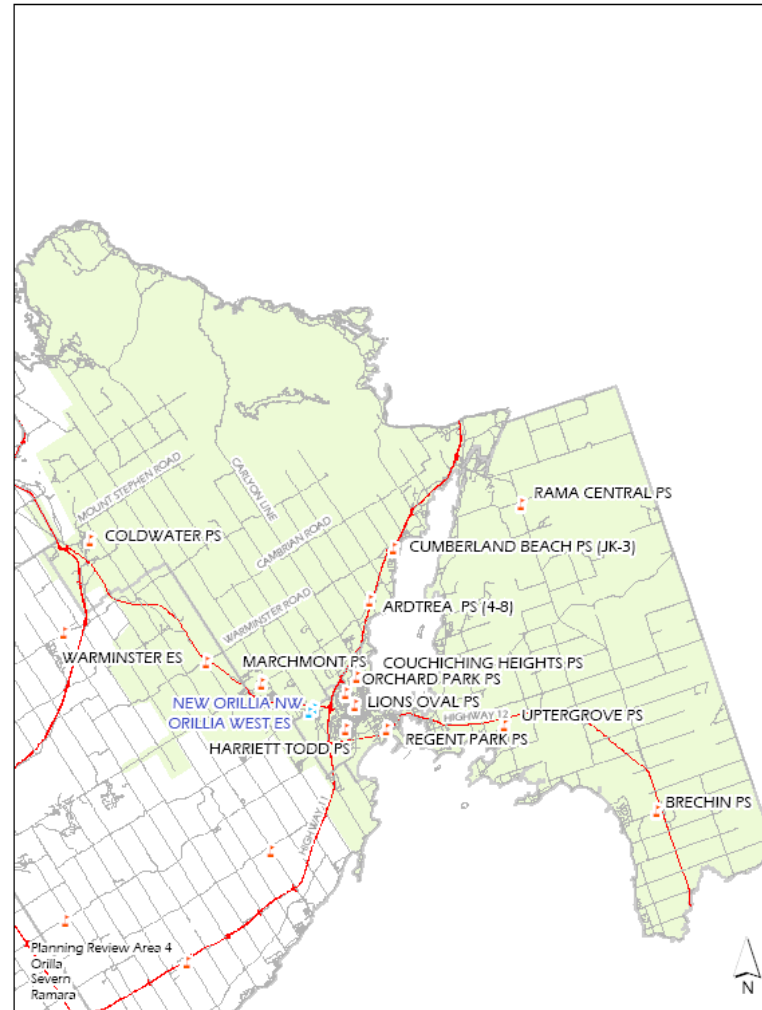 MOUNT STEPHEN ROAD
CARLYON LINE
RAMA CENTRAL PS
COLDWATER PS
CAMBRIAN ROAD
CUMBERLAND BEACH PS (JK-3)
ARDTREA PS (4-8)
WARMINSTER ROAD
WARMINSTER ES
MARCHMONT PS
COUCHICHING HEIGHTS PS
ORCHARD PARK PS
NEW ORILLIA NW
LIONS OVAL PS
ORILLIA WEST ES
HIGHWAY 12
UPTERGROVE PS
HARRIETT TODD PS
REGENT PARK PS
BRECHIN PS
HIGHWAY 11
Planning Review Area 4
Orilla
Severn
Ramara
N